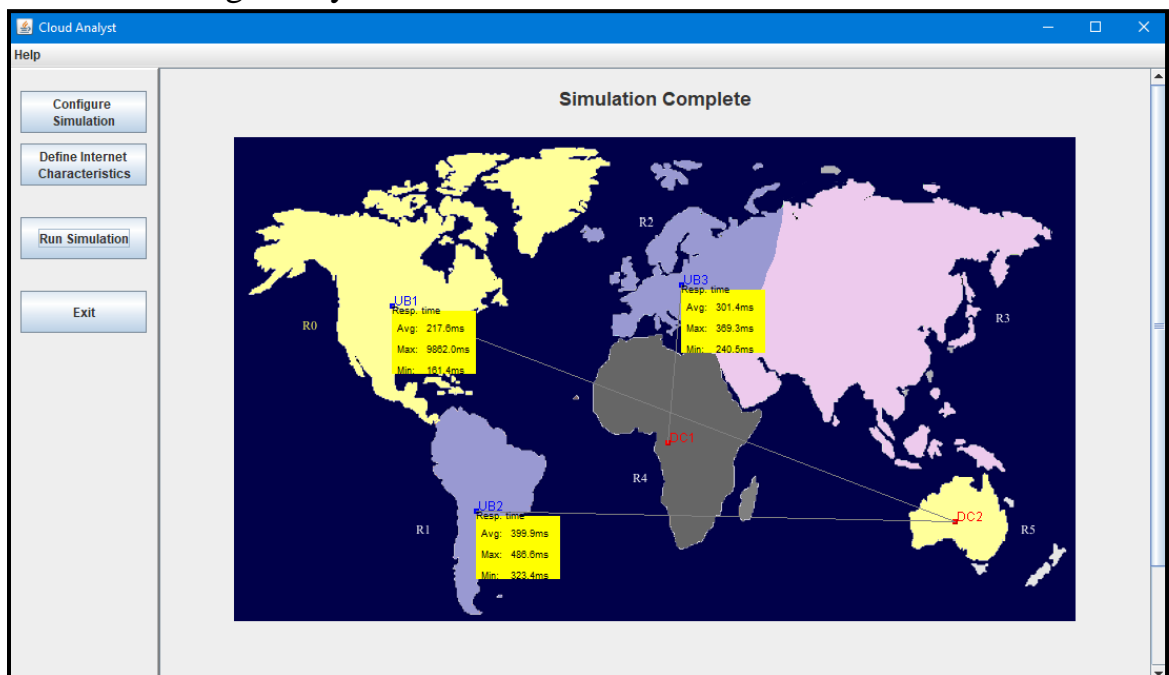 Cloud Analyst
Help
Configure
Simulation
Define Internet
Characteristics
Run Simulation
Exit
Simulation Complete
R2
UB3
Resp. time
Avg: 301.4ms
Max: 369.3ms
Min: 240.5ms
UB1
Resp. time
Avg: 217.6ms
Max: 9862.0ms
Min: 161.4ms
R0
R3
DC1
R4
UB2
Resp. time
Avg: 399.9ms
Max: 486.6ms
Min: 323.4ms
R1
DC2
R5